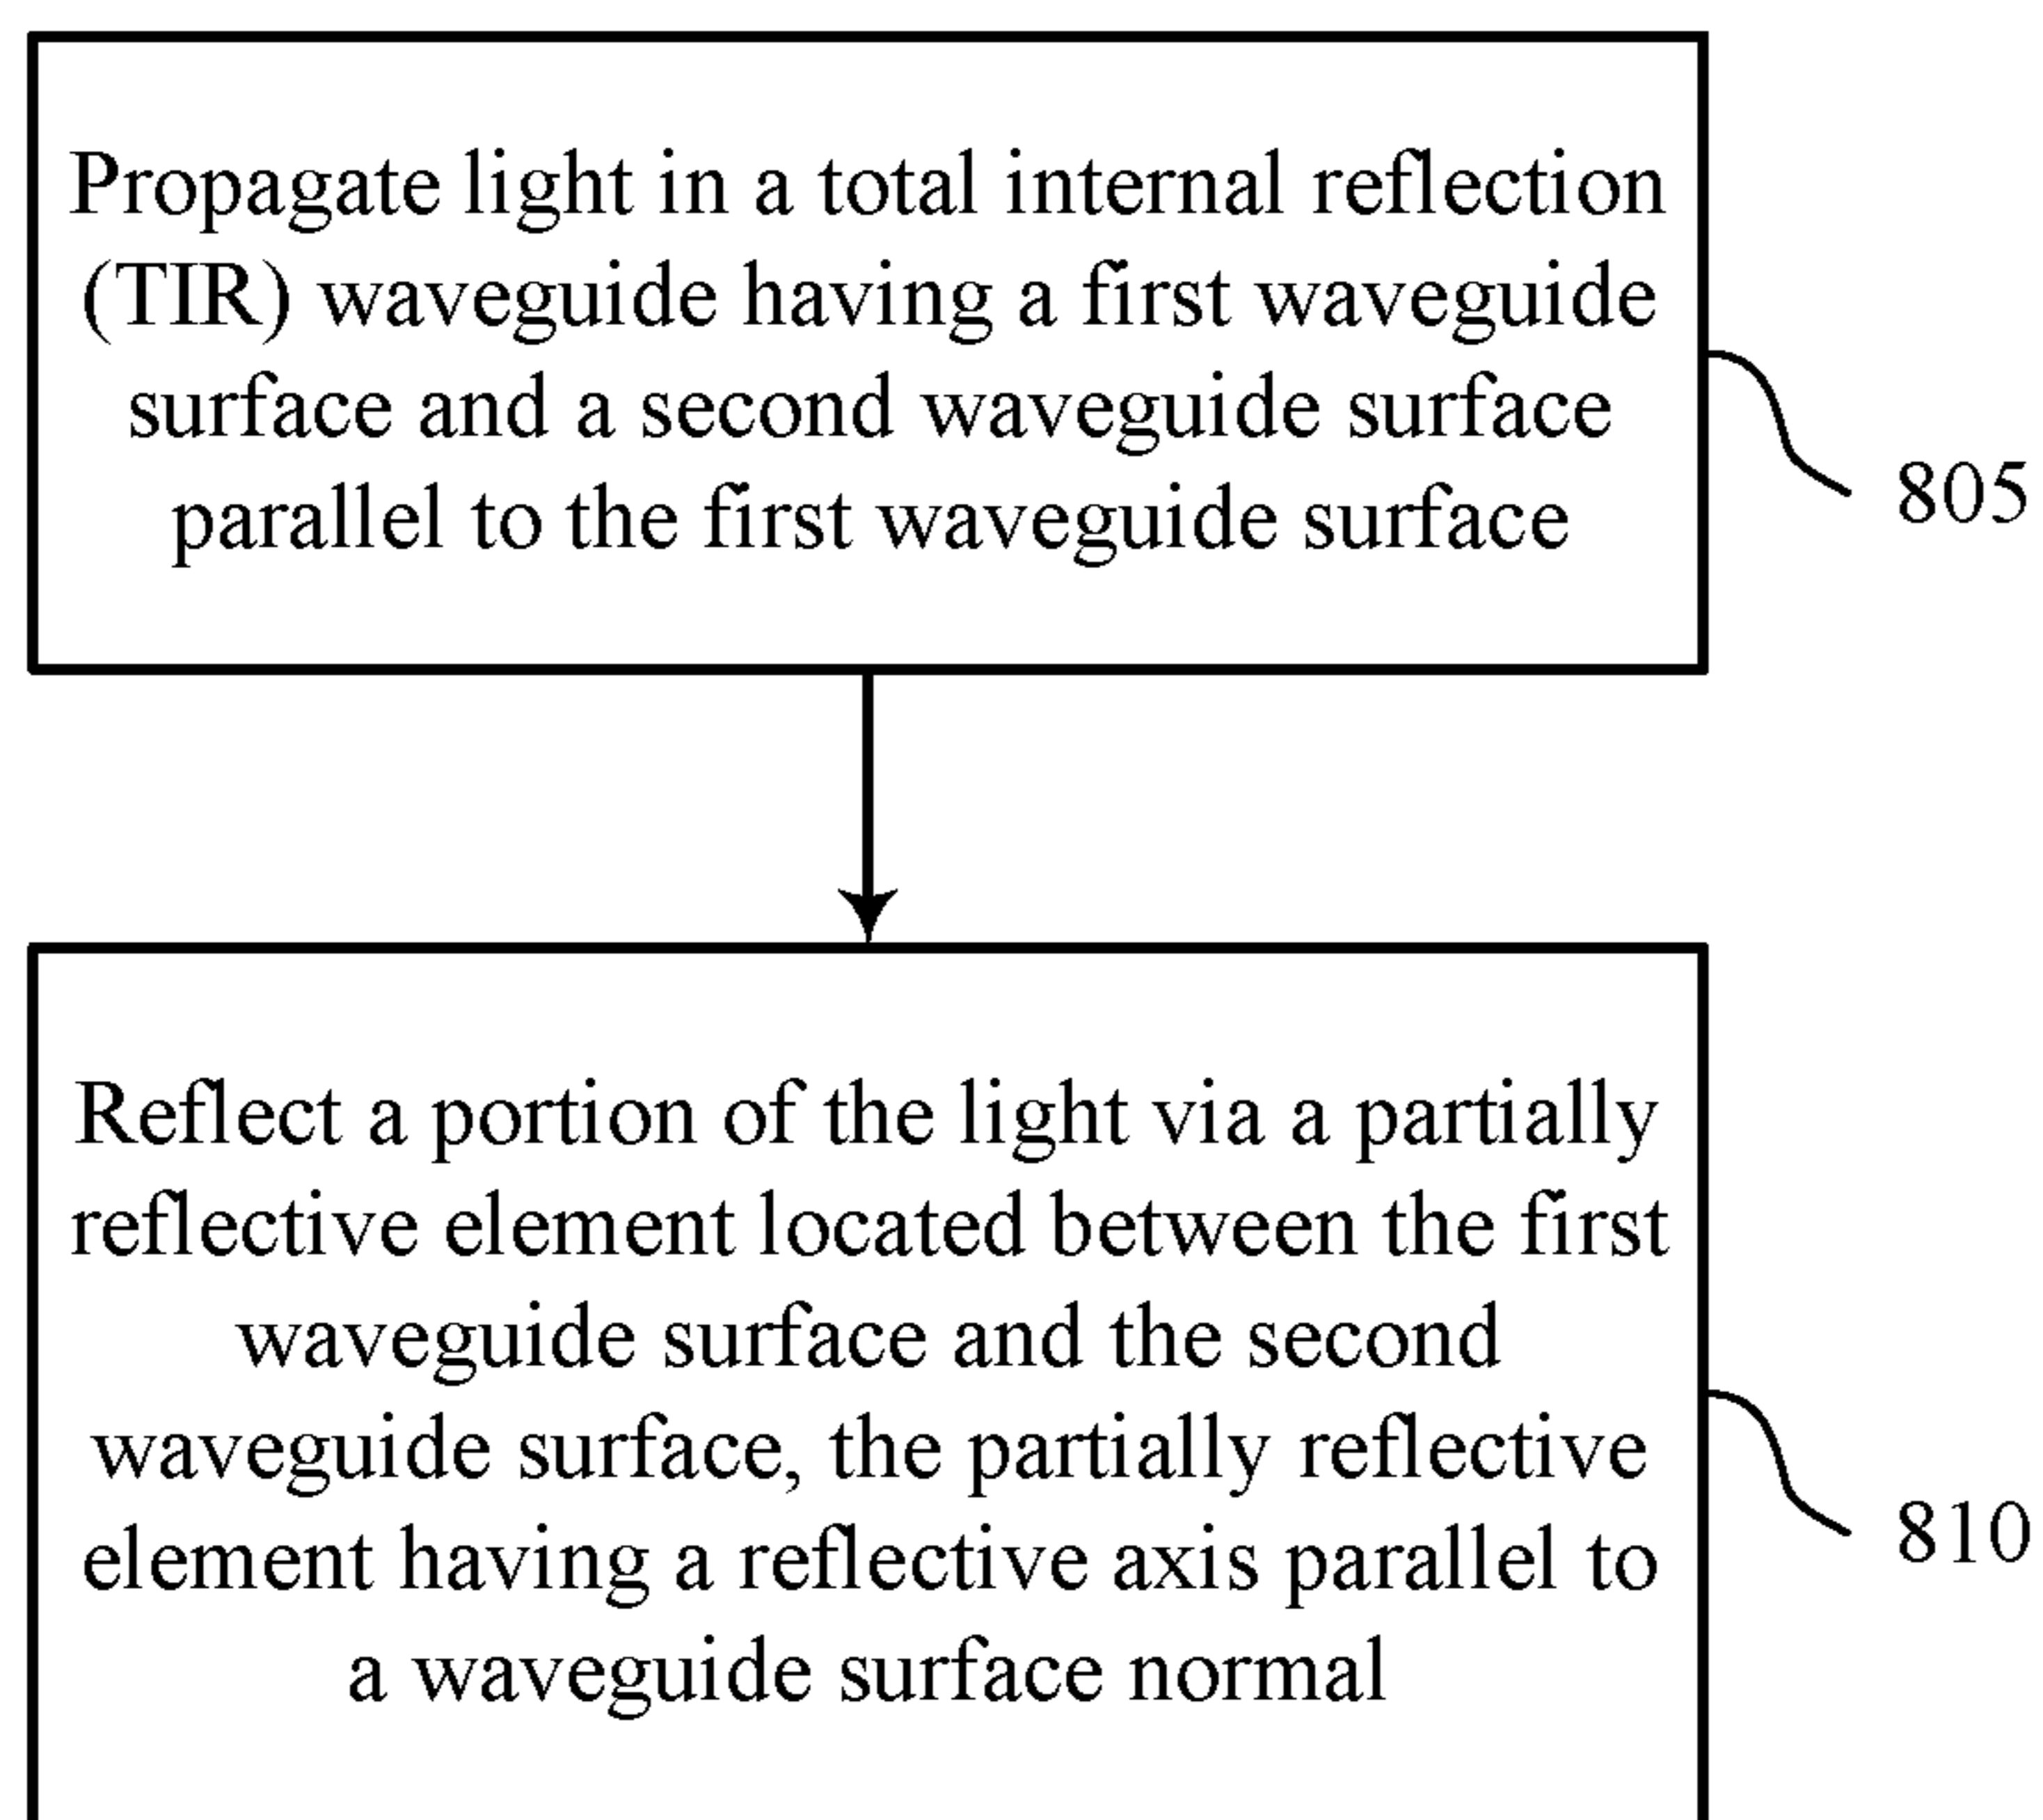 Propagate light in a total internal reflection
(TIR) waveguide having a first waveguide
surface and a second waveguide surface
parallel to the first waveguide surface
805
Reflect a portion of the light via a partially
reflective element located between the first
waveguide surface and the second
waveguide surface, the partially reflective
element having a reflective axis parallel to
a waveguide surface normal
810